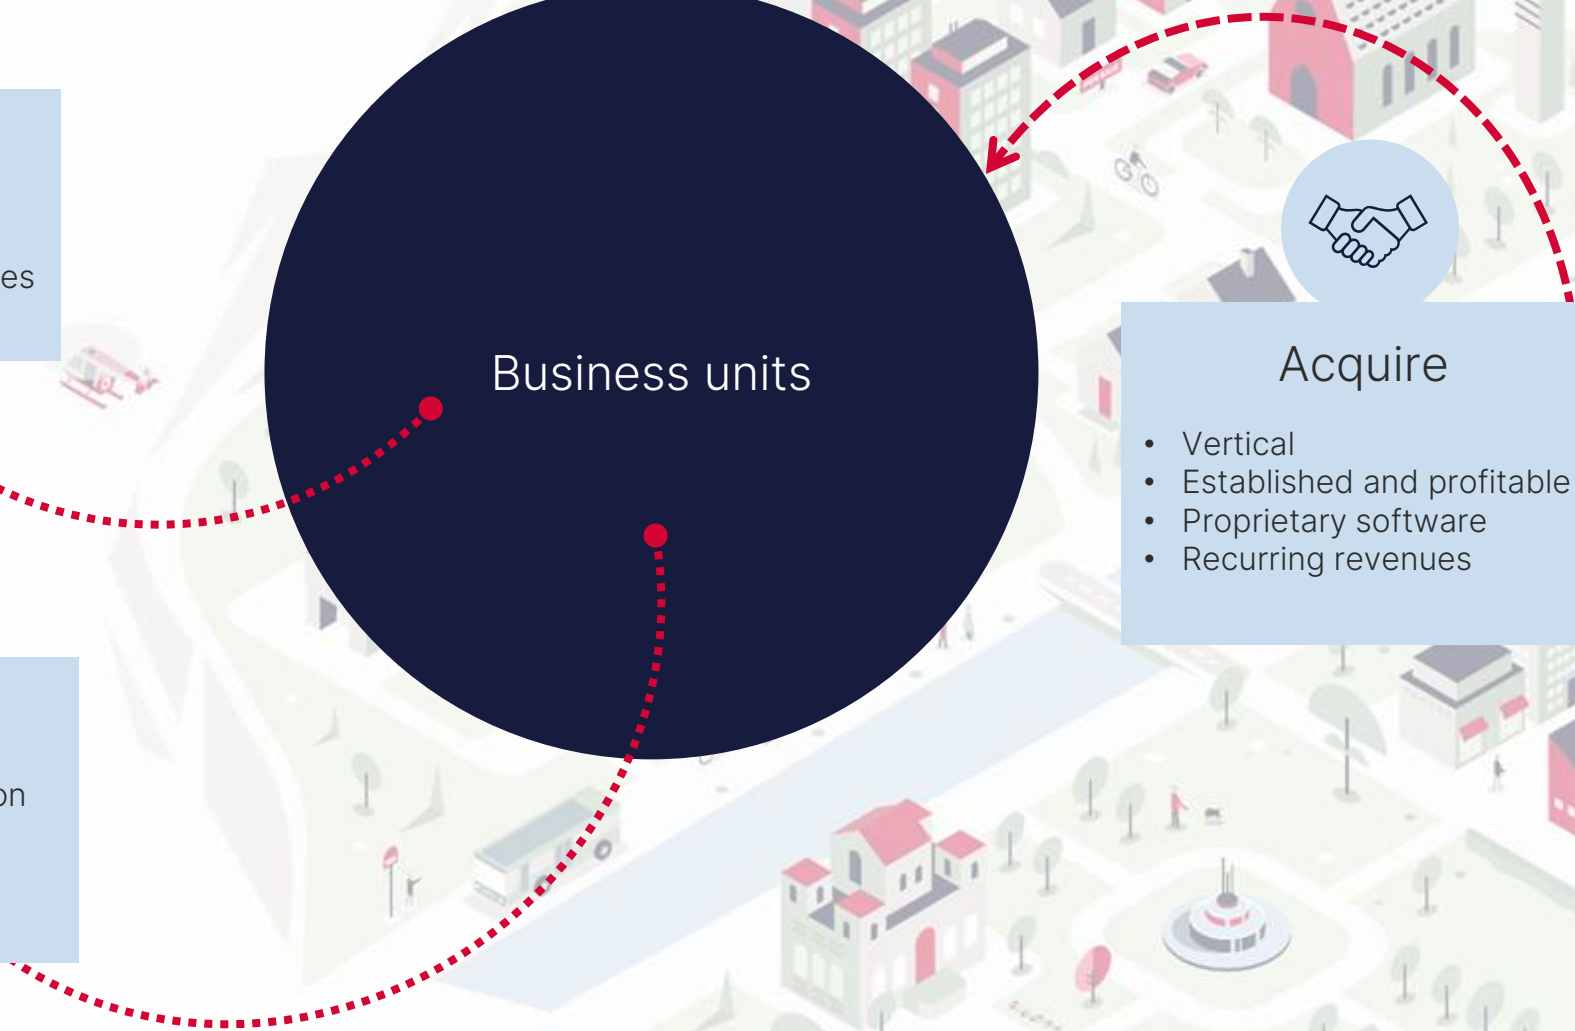 es
on
Business units
Acquire
• Vertical
• Established and profitable
• Proprietary software
• Recurring revenues